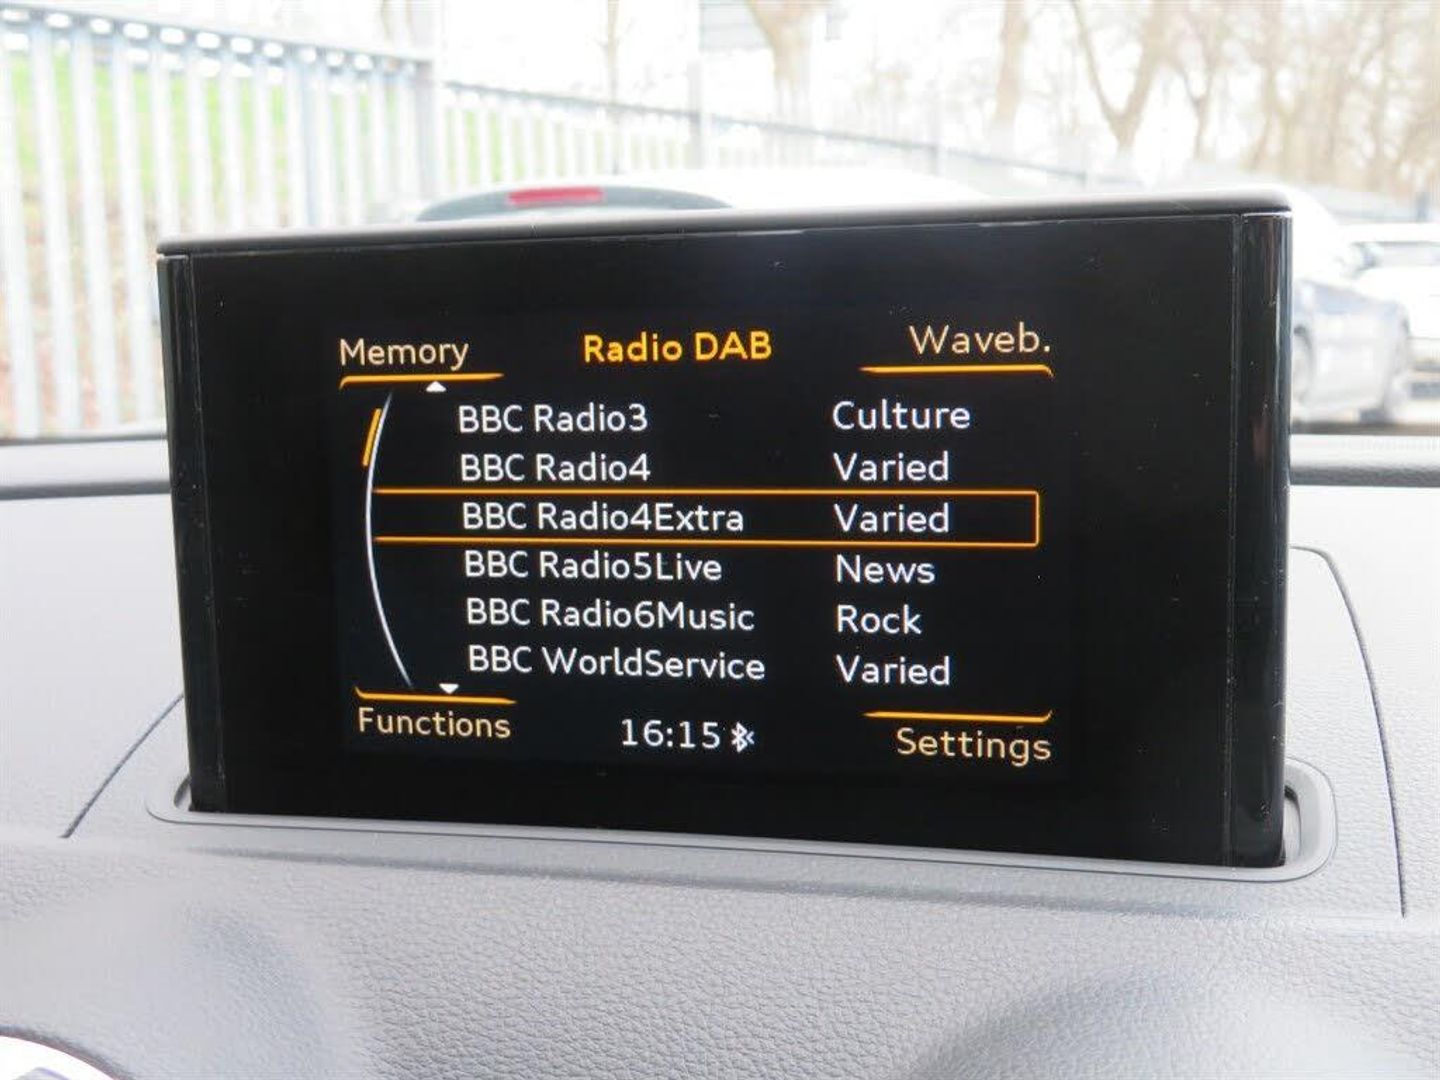 Memory Radio DAB Waveb.
BBC Radio3 Culture
BBC Radio4 Varied
BBC Radio4Extra Varied
BBC Radio5Live News
BBC Radio6Music Rock
BBC WorldService Varied
Functions 16:15 Settings